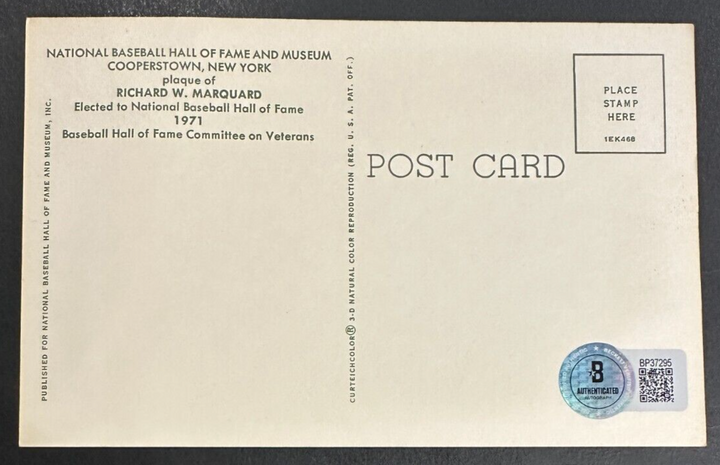 NATIONAL BASEBALL HALL OF FAME AND MUSEUM
COOPERSTOWN, NEW YORK
plaque of
RICHARD W. MARQUARD
Elected to National Baseball Hall of Fame
1971
Baseball Hall of Fame Committee on Veterans
PUBLISHED FOR NATIONAL BASEBALL HALL OF FAME AND MUSEUM, INC.
CURTEICHCOLOR® 3-D NATURAL COLOR REPRODUCTION (REG. U. S. A. PAT. OFF.)
POST CARD
PLACE
STAMP
HERE
1EK468
B
AUTHENTICATED
AUTOGRAPH
BP37295